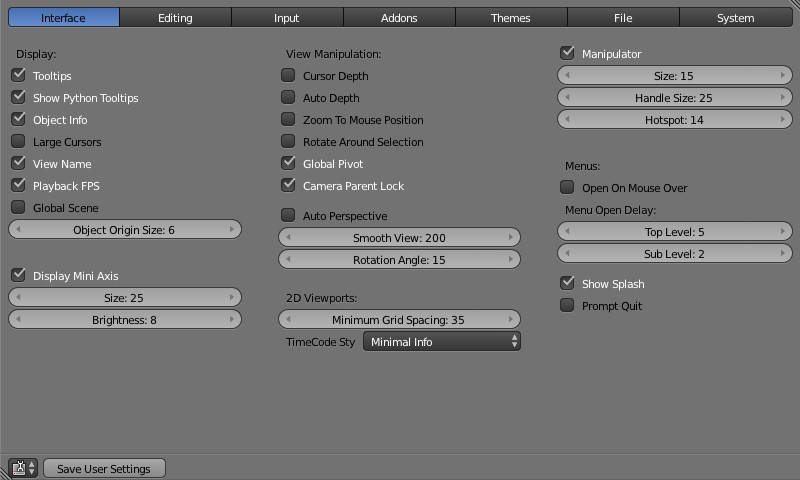 Interface
Editing
Input
Addons
Themes
File
System
Display:
Tooltips
Show Python Tooltips
Object Info
Large Cursors
View Name
Playback FPS
Global Scene
Object Origin Size: 6
Display Mini Axis
Size: 25
Brightness: 8
View Manipulation:
Cursor Depth
Auto Depth
Zoom To Mouse Position
Rotate Around Selection
Global Pivot
Camera Parent Lock
Auto Perspective
Smooth View: 200
Rotation Angle: 15
2D Viewports:
Minimum Grid Spacing: 35
TimeCode Sty Minimal Info
Manipulator
Size: 15
Handle Size: 25
Hotspot: 14
Menus:
Open On Mouse Over
Menu Open Delay:
Top Level: 5
Sub Level: 2
Show Splash
Prompt Quit
Save User Settings